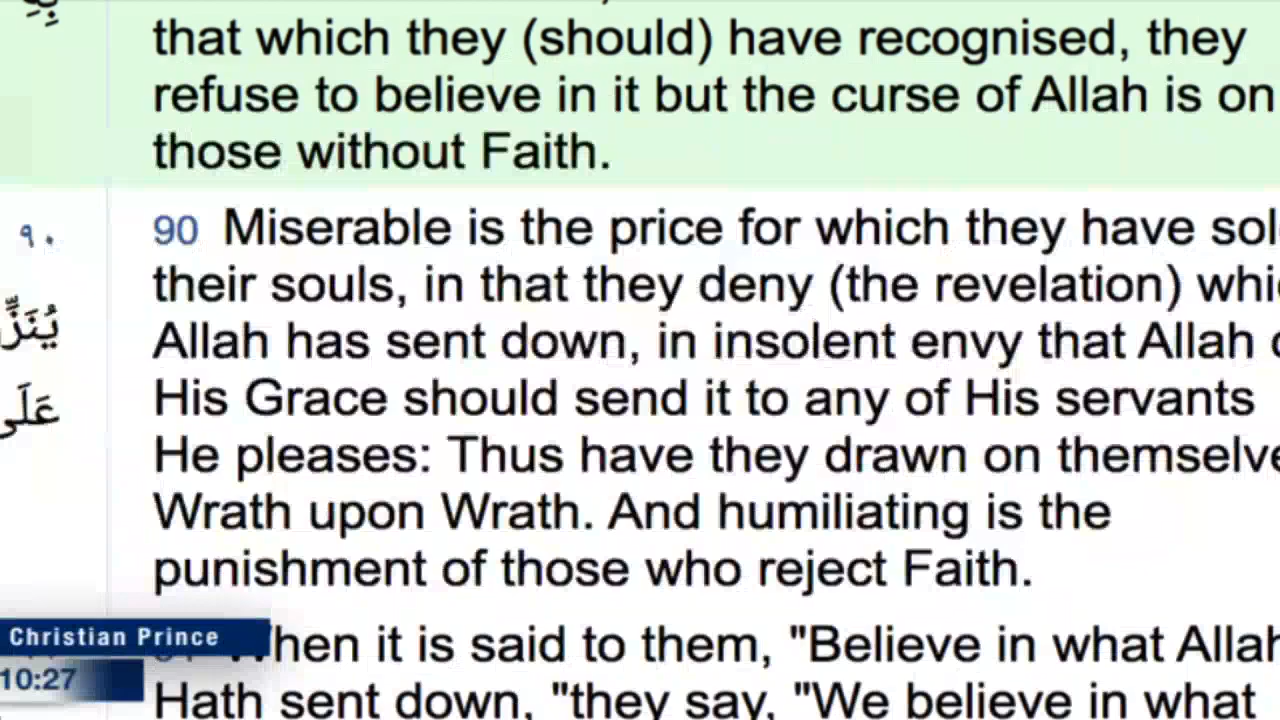 that which they (should) have recognised, they
refuse to believe in it but the curse of Allah is on
those without Faith.
٩٠
90 Miserable is the price for which they have sol
their souls, in that they deny (the revelation) whi
يُنَزِّ
Allah has sent down, in insolent envy that Allah
His Grace should send it to any of His servants
عَلَى
He pleases: Thus have they drawn on themselve
Wrath upon Wrath. And humiliating is the
punishment of those who reject Faith.
Christian Prince
hen it is said to them, "Believe in what Allah
10:27
Hath sent down, "they say, "We believe in what